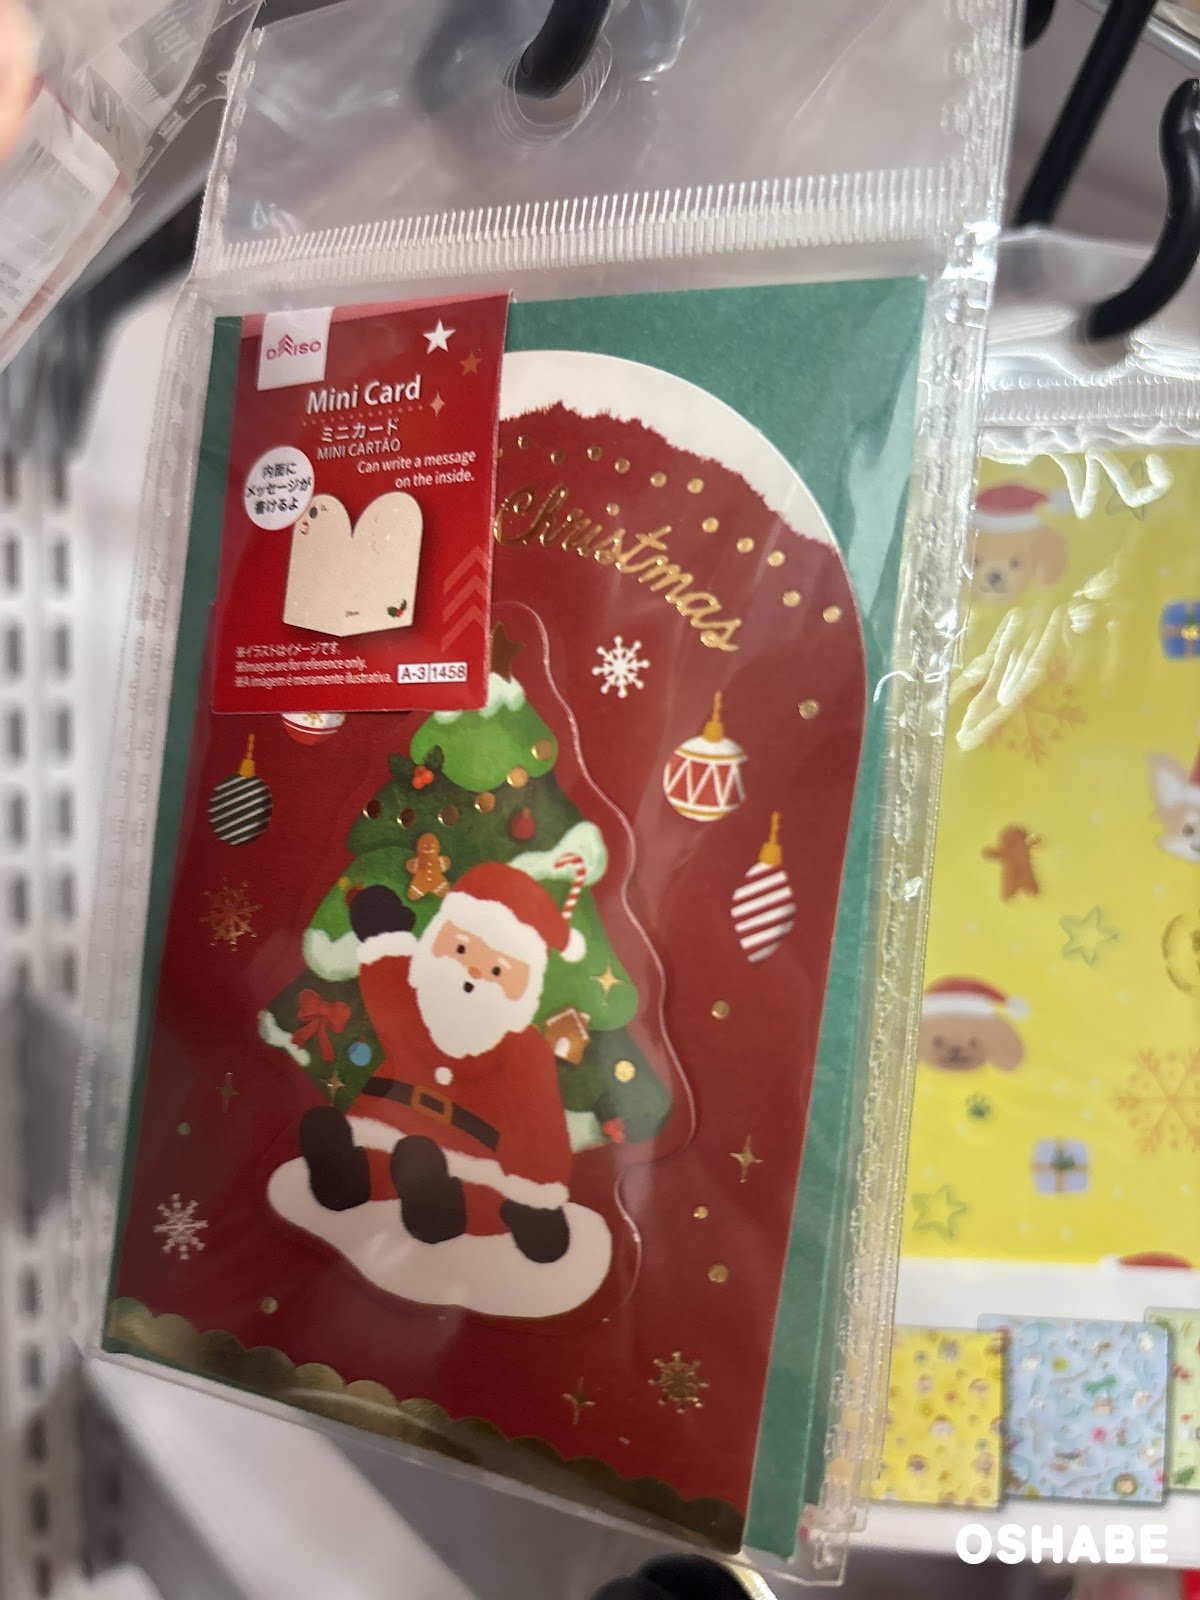 DAISO
Mini Card
ミニカード
MINI CARTÃO
Can write a message
on the inside.
内面に
メッセージが
書けるよ
※イラストはイメージです。
※Images are for reference only.
※A imagem é meramente ilustrativa.
A-3 1458
Christmas
OSHABE